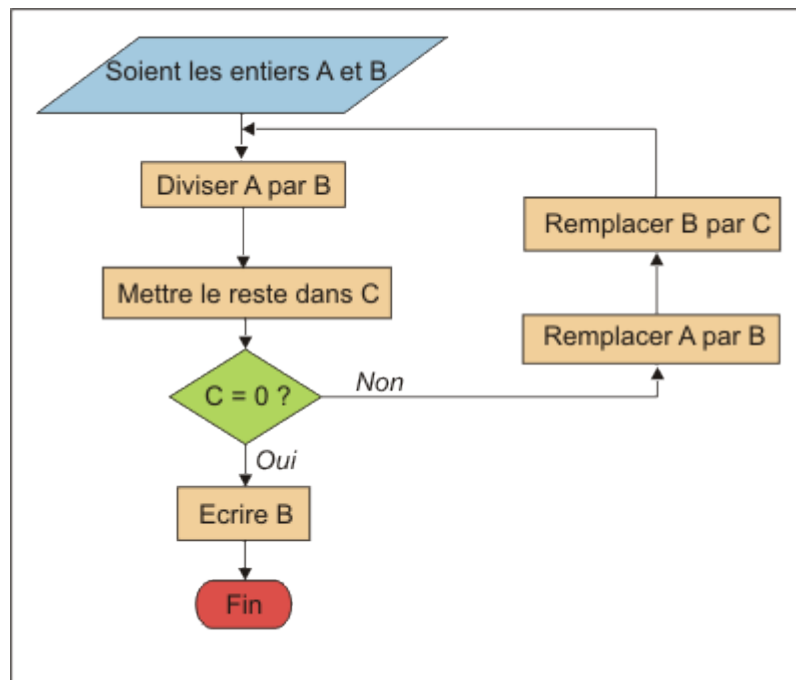 Soient les entiers A et B
Diviser A par B
Mettre le reste dans C
C = 0 ?
Non
Remplacer A par B
Remplacer B par C
Oui
Ecrire B
Fin